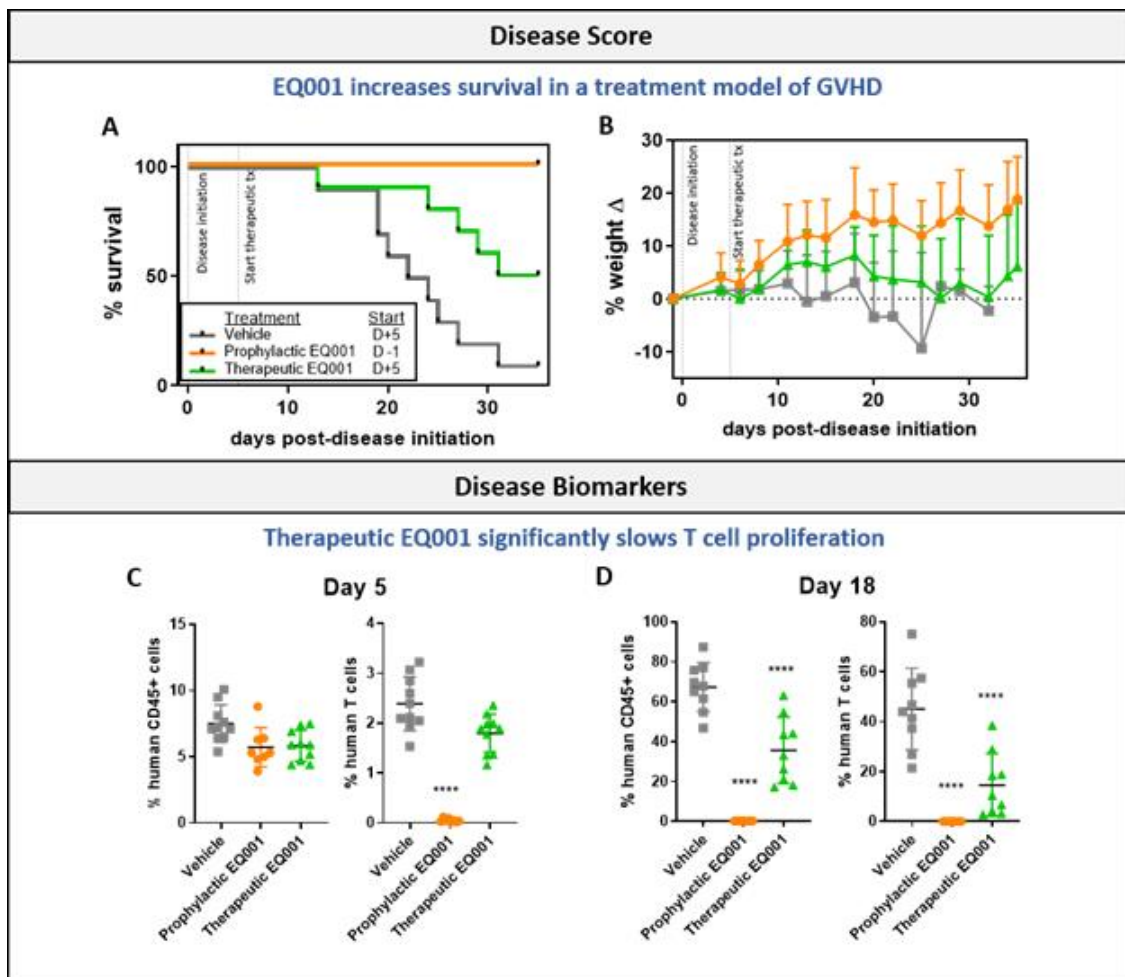 Disease Score
EQ001 increases survival in a treatment model of GVHD
A
% survival
100
50
0
Disease initiation
Start therapeutic tx
Treatment Start
Vehicle D+5
Prophylactic EQ001 D -1
Therapeutic EQ001 D+5
0 10 20 30
days post-disease initiation
B
% weight Δ
30
20
10
0
-10
Disease initiation
Start therapeutic tx
0 10 20 30
days post-disease initiation
Disease Biomarkers
Therapeutic EQ001 significantly slows T cell proliferation
C
Day 5
% human CD45+ cells
15
10
5
0
Vehicle
Prophylactic EQ001
Therapeutic EQ001
% human T cells
4
3
2
1
0
****
Vehicle
Prophylactic EQ001
Therapeutic EQ001
D
Day 18
% human CD45+ cells
100
80
60
40
20
0
****
****
Vehicle
Prophylactic EQ001
Therapeutic EQ001
% human T cells
80
60
40
20
0
****
****
Vehicle
Prophylactic EQ001
Therapeutic EQ001